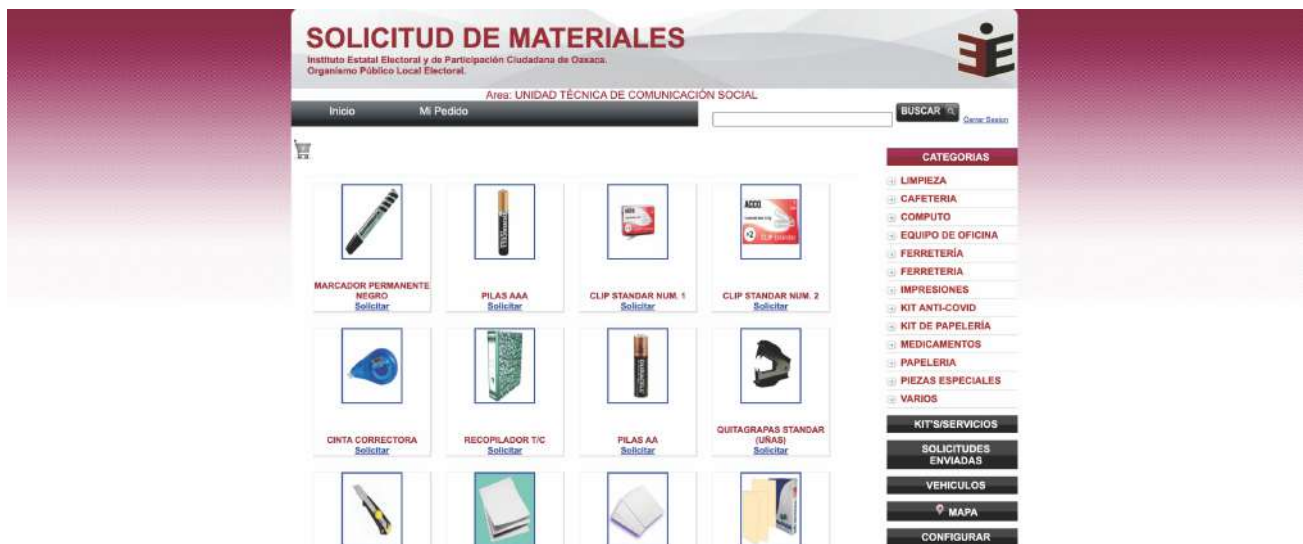 SOLICITUD DE MATERIALES
Instituto Estatal Electoral y de Participación Ciudadana de Oaxaca.
Organismo Público Local Electoral.
Area: UNIDAD TÉCNICA DE COMUNICACIÓN SOCIAL
Inicio
Mi Pedido
BUSCAR
Cerrar Sesion
MARCADOR PERMANENTE
NEGRO
Solicitar
DURACELL
PILAS AAA
Solicitar
CLIP STANDAR NUM. 1
Solicitar
ACCO
CLIP STANDAR NUM. 2
Solicitar
CINTA CORRECTORA
Solicitar
RECOPILADOR T/C
Solicitar
DURACELL
PILAS AA
Solicitar
QUITAGRAPAS STANDAR
(UÑAS)
Solicitar
CATEGORIAS
LIMPIEZA
CAFETERIA
COMPUTO
EQUIPO DE OFICINA
FERRETERÍA
FERRETERIA
IMPRESIONES
KIT ANTI-COVID
KIT DE PAPELERÍA
MEDICAMENTOS
PAPELERIA
PIEZAS ESPECIALES
VARIOS
KIT'S/SERVICIOS
SOLICITUDES
ENVIADAS
VEHICULOS
MAPA
CONFIGURAR